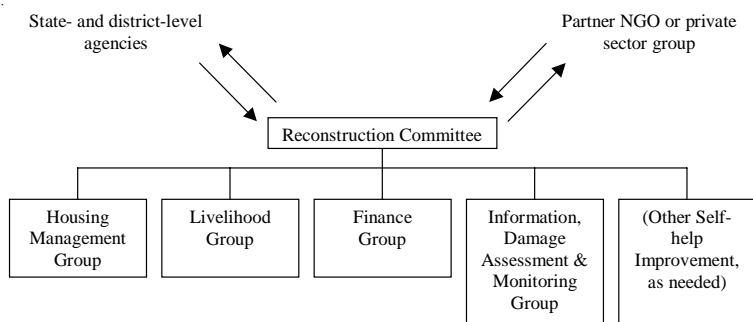 State- and district-level
agencies
Partner NGO or private
sector group
Reconstruction Committee
Housing
Management
Group
Livelihood
Group
Finance
Group
Information,
Damage
Assessment &
Monitoring
Group
(Other Self-
help
Improvement,
as needed)